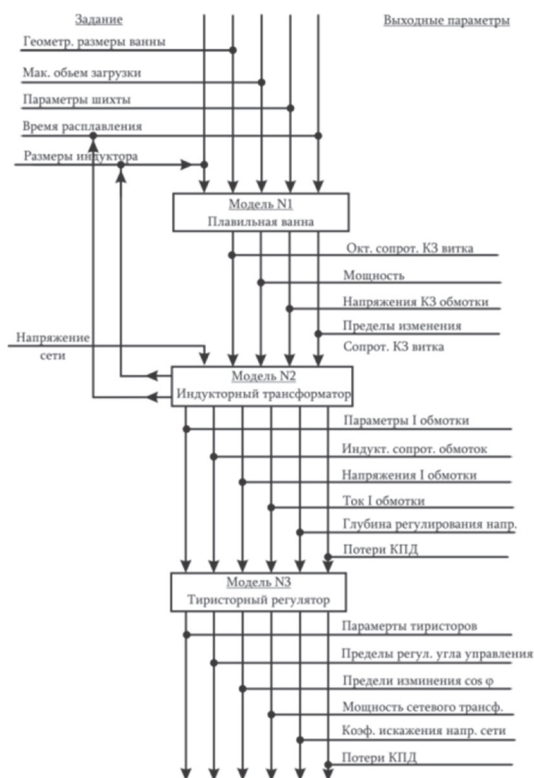 Задание
Выходные параметры
Геометр. размеры ванны
Мак. обьем загрузки
Параметры шихты
Время расплавления
Размеры индуктора
Модель N1
Плавильная ванна
Окт. сопрот. КЗ витка
Мощность
Напряжения КЗ обмотки
Пределы изменения
Сопрот. КЗ витка
Напряжение
сети
Модель N2
Индукторный трансформатор
Параметры I обмотки
Индукт. сопрот. обмоток
Напряжения I обмотки
Ток I обмотки
Глубина регулирования напр.
Потери КПД
Модель N3
Тиристорный регулятор
Парамерты тиристоров
Пределы регул. угла управления
Предели изминения cos φ
Мощность сетевого трансф.
Коэф. искажения напр. сети
Потери КПД